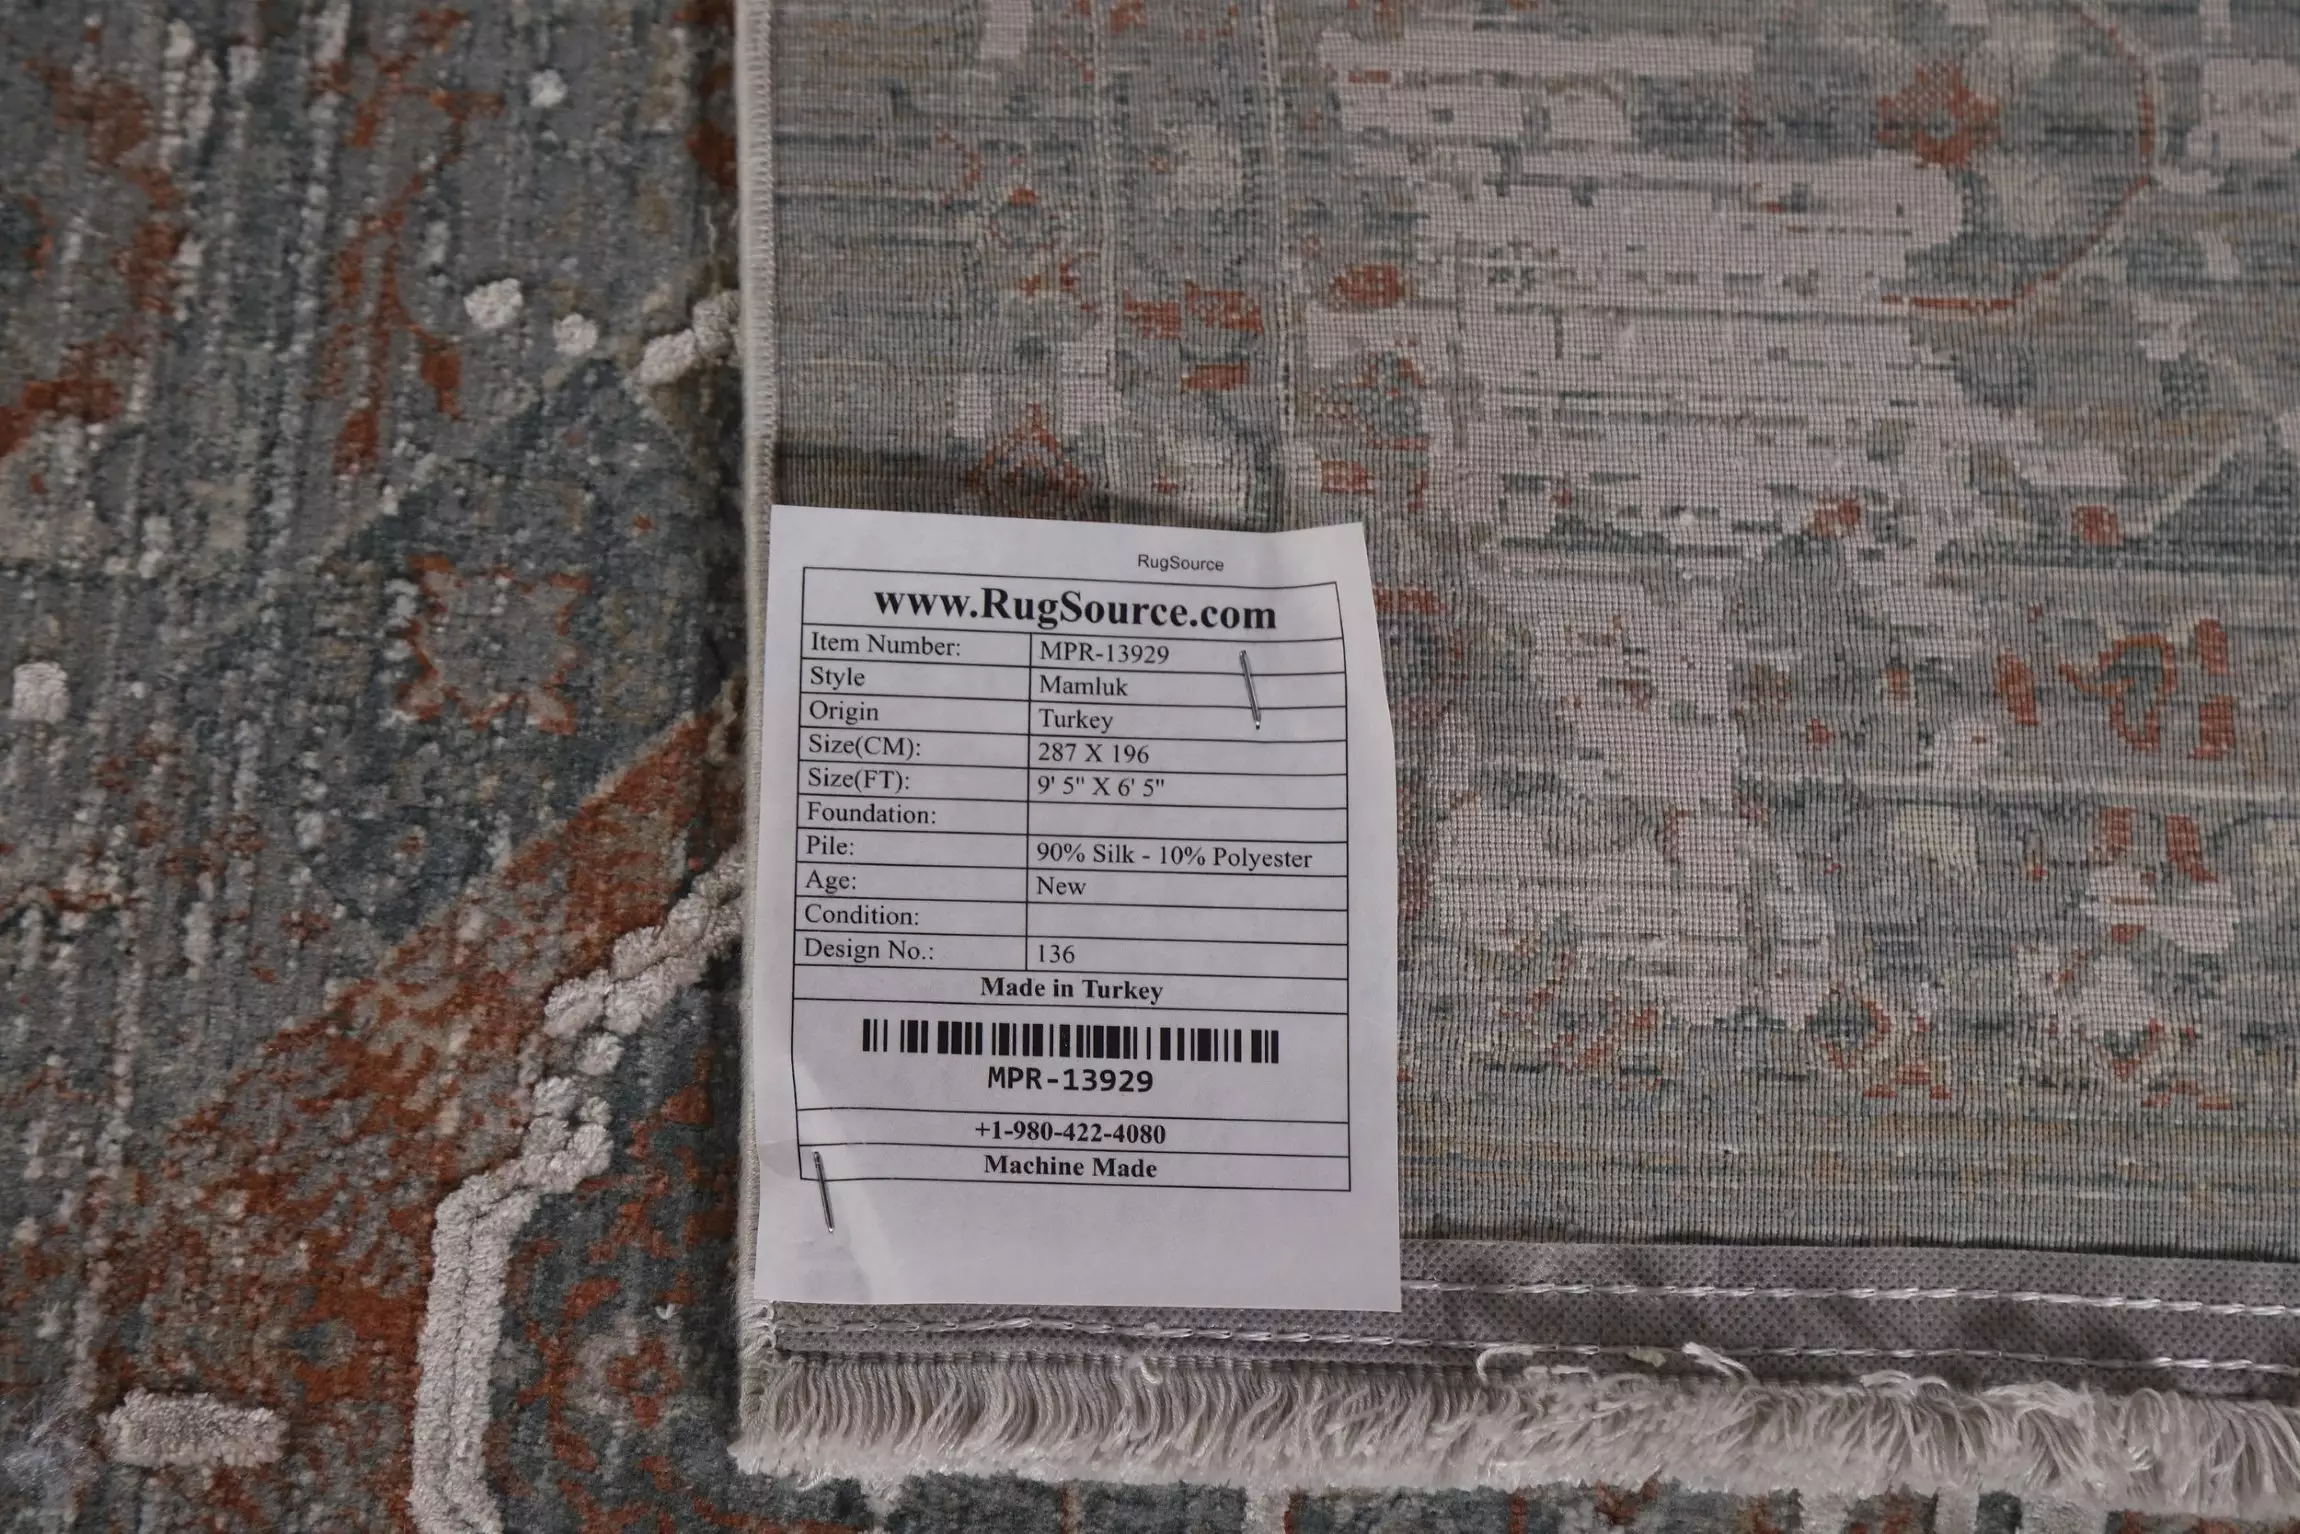 RugSource
www.RugSource.com
Item Number: MPR-13929
Style Mamluk
Origin Turkey
Size(CM): 287 X 196
Size(FT): 9' 5" X 6' 5"
Foundation:
Pile: 90% Silk - 10% Polyester
Age: New
Condition:
Design No.: 136
Made in Turkey
MPR-13929
+1-980-422-4080
Machine Made